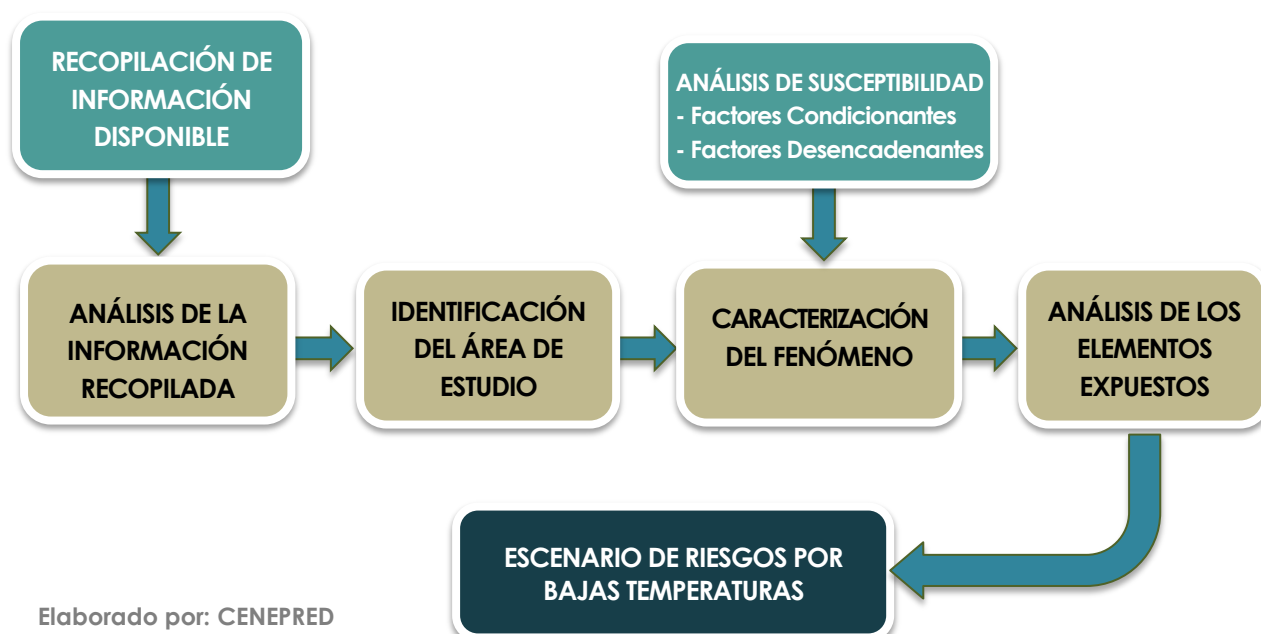 RECOPILACIÓN DE
INFORMACIÓN
DISPONIBLE
ANÁLISIS DE SUSCEPTIBILIDAD
- Factores Condicionantes
- Factores Desencadenantes
ANÁLISIS DE LA
INFORMACIÓN
RECOPILADA
IDENTIFICACIÓN
DEL ÁREA DE
ESTUDIO
CARACTERIZACIÓN
DEL FENÓMENO
ANÁLISIS DE LOS
ELEMENTOS
EXPUESTOS
ESCENARIO DE RIESGOS POR
BAJAS TEMPERATURAS
Elaborado por: CENEPRED